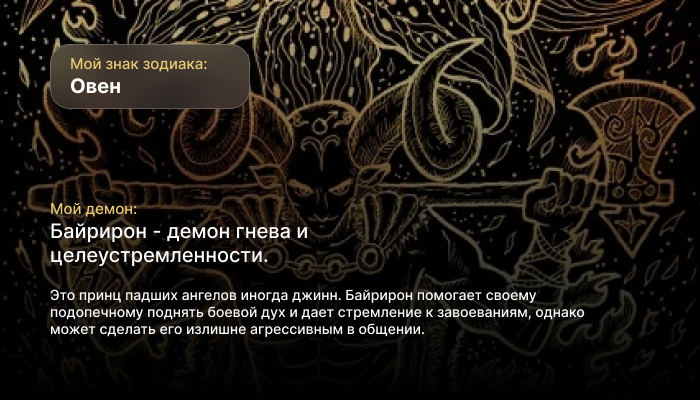 Мой знак зодиака:
Овен
Мой демон:
Байрирон - демон гнева и
целеустремленности.
Это принц падших ангелов иногда джинн. Байрирон помогает своему
подопечному поднять боевой дух и дает стремление к завоеваниям, однако
может сделать его излишне агрессивным в общении.